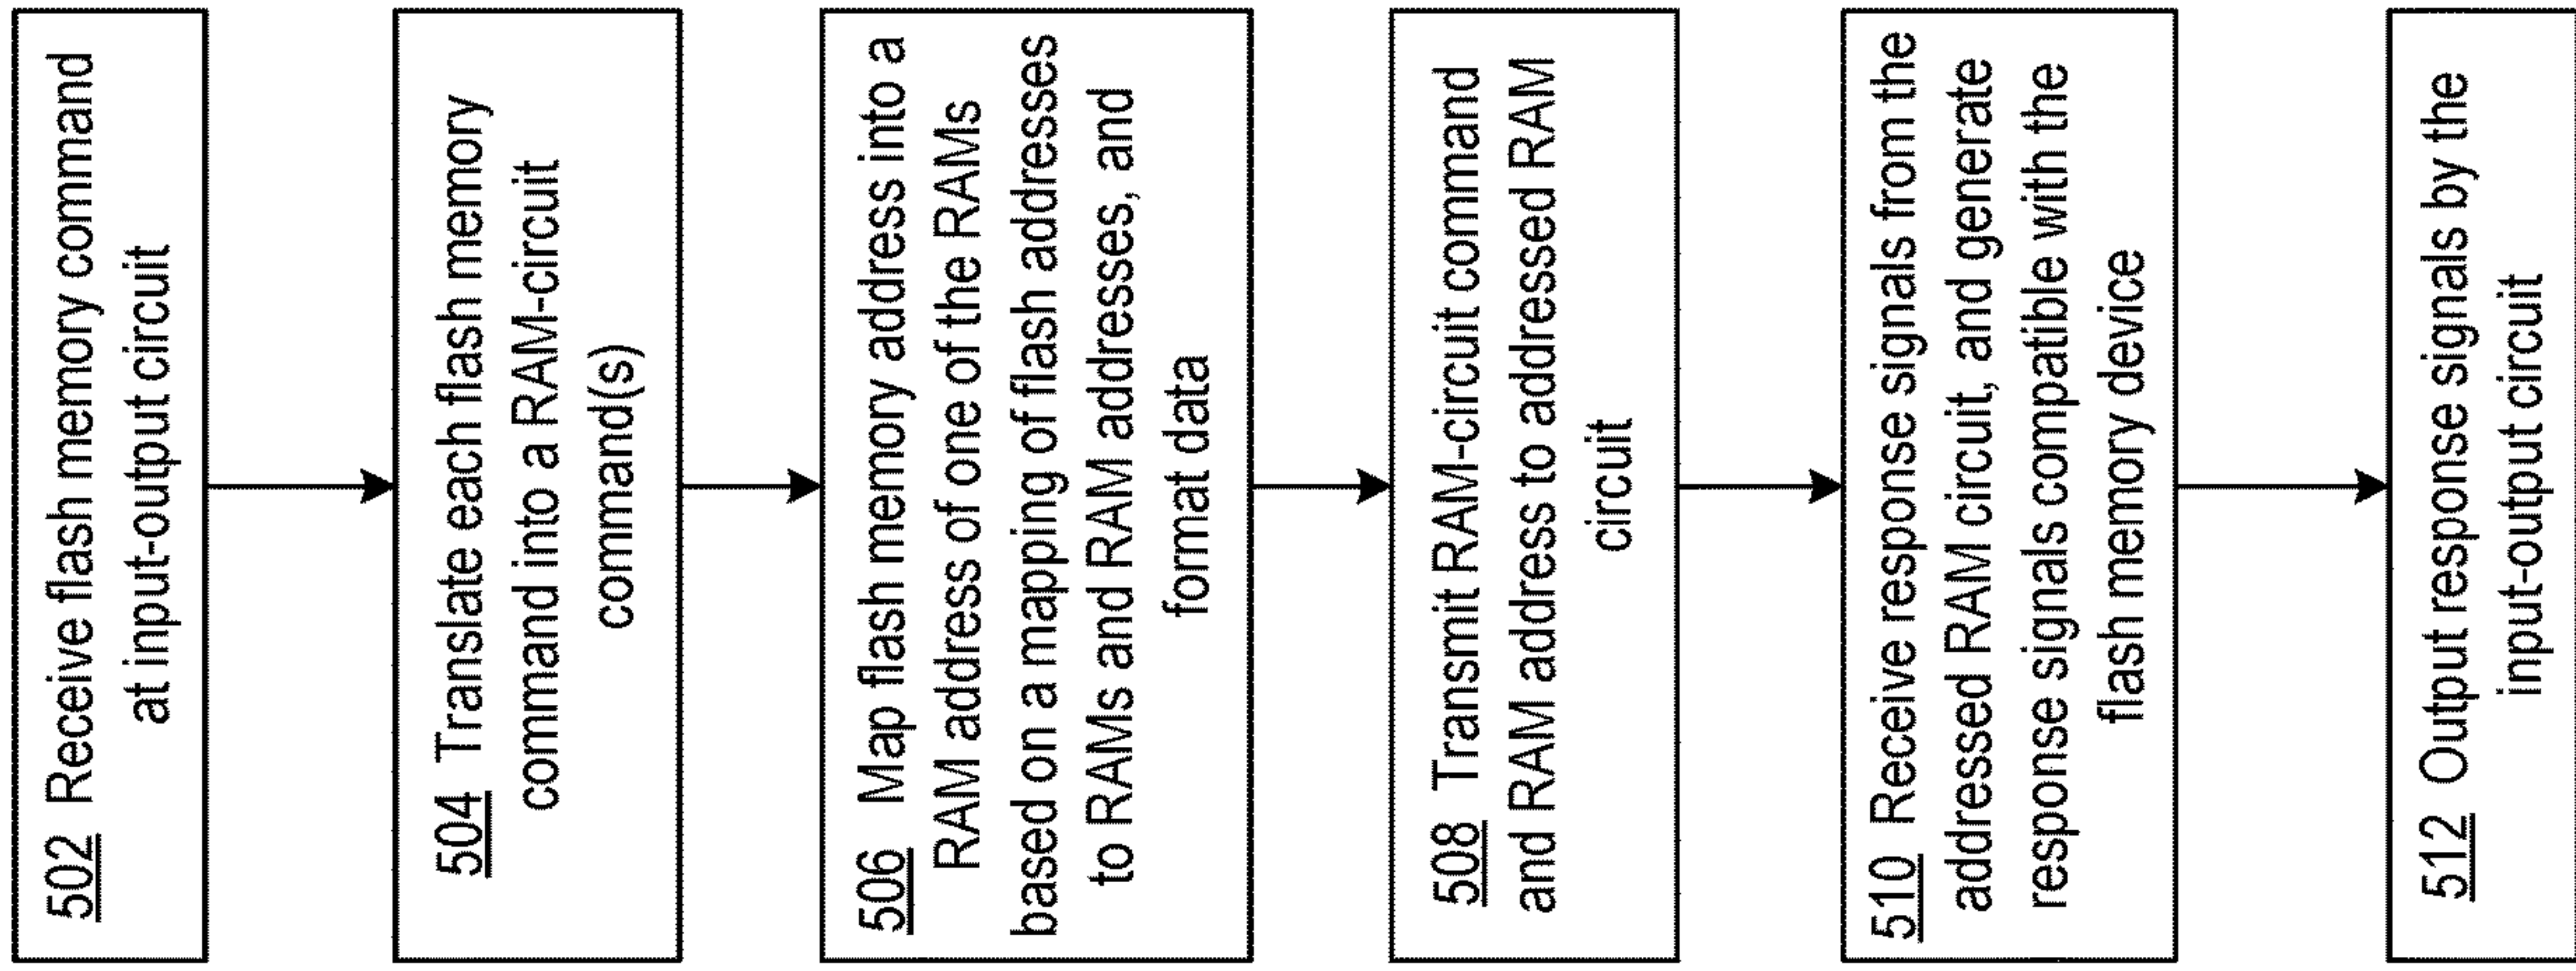 502 Receive flash memory command
at input-output circuit
504 Translate each flash memory
command into a RAM-circuit
command(s)
506 Map flash memory address into a
RAM address of one of the RAMs
based on a mapping of flash addresses
to RAMs and RAM addresses, and
format data
508 Transmit RAM-circuit command
and RAM address to addressed RAM
circuit
510 Receive response signals from the
addressed RAM circuit, and generate
response signals compatible with the
flash memory device
512 Output response signals by the
input-output circuit